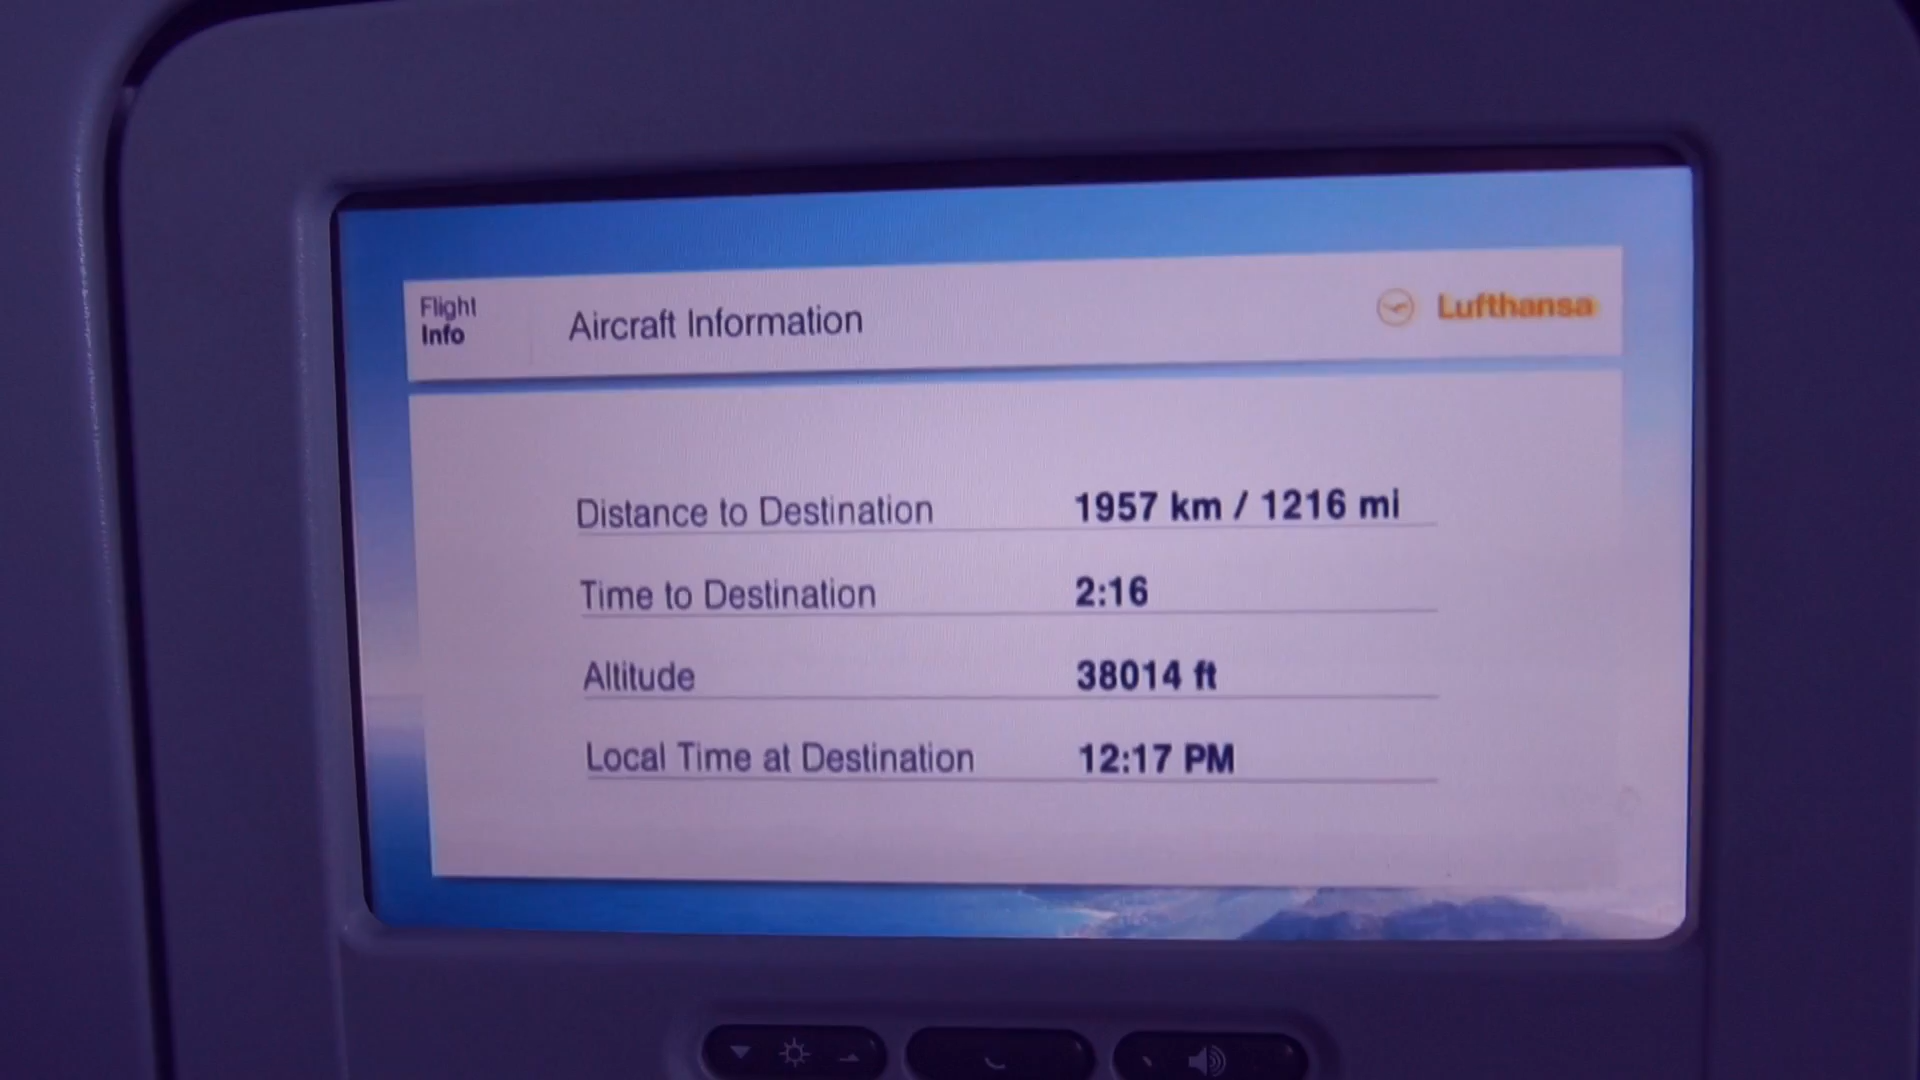 Flight
Info
Aircraft Information
Lufthansa
Distance to Destination 1957 km / 1216 mi
Time to Destination 2:16
Altitude 38014 ft
Local Time at Destination 12:17 PM